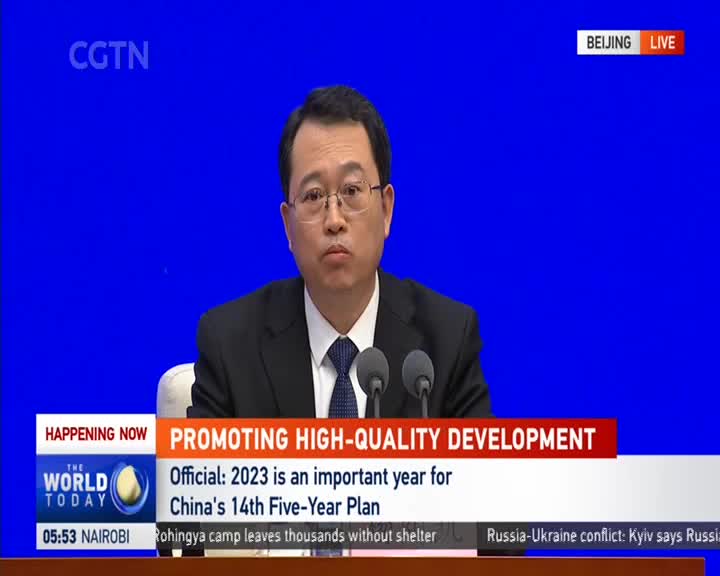 CGTN
BEIJING LIVE
HAPPENING NOW
PROMOTING HIGH-QUALITY DEVELOPMENT
THE
WORLD
TODAY
Official: 2023 is an important year for
China's 14th Five-Year Plan
05:53 NAIROBI
Rohingya camp leaves thousands without shelter
Russia-Ukraine conflict: Kyiv says Russia